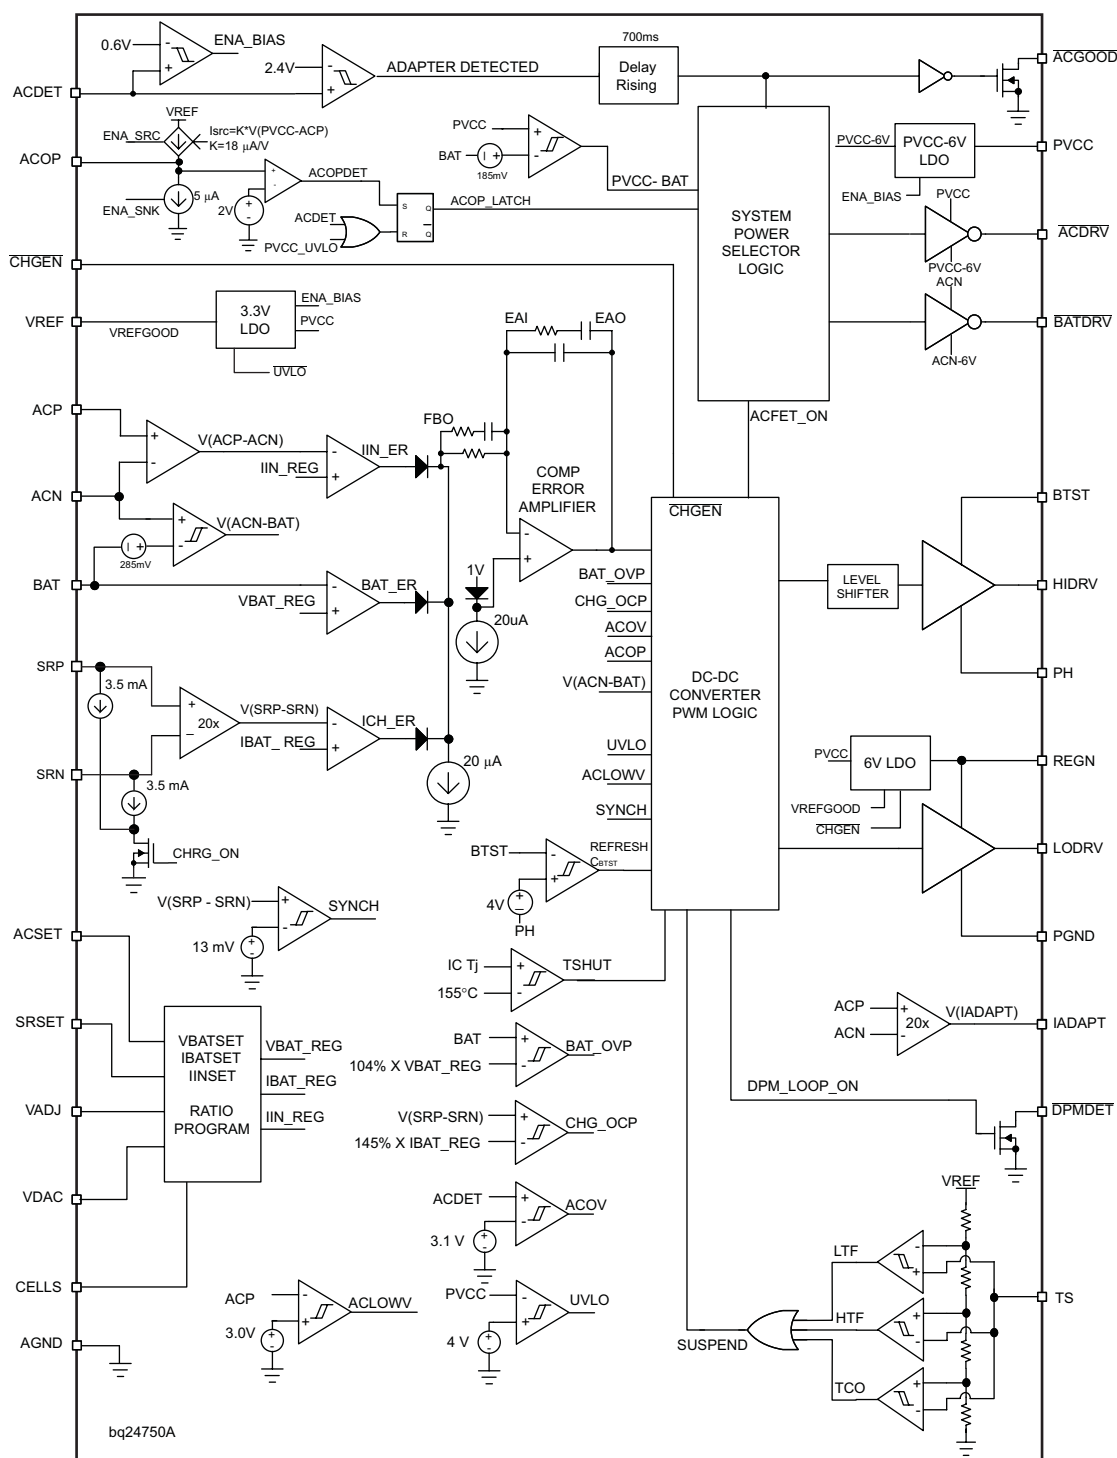 0.6V
ENA_BIAS
2.4V
ADAPTER DETECTED
700ms
Delay
Rising
ACGOOD
ACDET
VREF
ENA_SRC
Isrc=K*V(PVCC-ACP)
K=18 µA/V
ACOP
PVCC
BAT
185mV
PVCC- BAT
PVCC-6V
PVCC-6V
LDO
PVCC
ENA_BIAS
ACOPDET
5 µA
ENA_SNK
2V
ACDET
PVCC_UVLO
S
Q
R
Q
ACOP_LATCH
SYSTEM
POWER
SELECTOR
LOGIC
PVCC
ACDRV
PVCC-6V
ACN
CHGEN
3.3V
LDO
ENA_BIAS
PVCC
VREF
VREFGOOD
UVLO
EAI
EAO
BATDRV
ACN-6V
ACFET_ON
ACP
V(ACP-ACN)
IIN_REG
IIN_ER
FBO
COMP
ERROR
AMPLIFIER
ACN
V(ACN-BAT)
285mV
CHGEN
BTST
BAT
VBAT_REG
BAT_ER
1V
20uA
BAT_OVP
CHG_OCP
ACOV
ACOP
V(ACN-BAT)
LEVEL
SHIFTER
HIDRV
SRP
3.5 mA
20x
V(SRP-SRN)
IBAT_ REG
ICH_ER
DC-DC
CONVERTER
PWM LOGIC
PH
SRN
3.5 mA
20 µA
UVLO
ACLOWV
SYNCH
PVCC
6V LDO
REGN
VREFGOOD
CHGEN
CHRG_ON
BTST
REFRESH
CBTST
4V
PH
LODRV
V(SRP - SRN)
SYNCH
13 mV
ACSET
PGND
IC Tj
155°C
TSHUT
ACP
ACN
20x
V(IADAPT)
IADAPT
SRSET
VBATSET
IBATSET
IINSET
RATIO
PROGRAM
VBAT_REG
IBAT_REG
IIN_REG
BAT
104% X VBAT_REG
BAT_OVP
DPM_LOOP_ON
DPMDET
VADJ
V(SRP-SRN)
145% X IBAT_REG
CHG_OCP
VDAC
ACDET
3.1 V
ACOV
VREF
LTF
CELLS
ACP
3.0V
ACLOWV
PVCC
4 V
UVLO
TS
HTF
SUSPEND
AGND
TCO
bq24750A